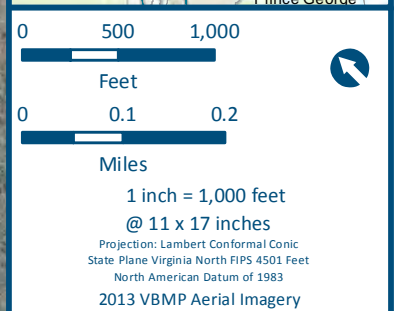 Prince George
0 500 1,000
Feet
0 0.1 0.2
Miles
1 inch = 1,000 feet
@ 11 x 17 inches
Projection: Lambert Conformal Conic
State Plane Virginia North FIPS 4501 Feet
North American Datum of 1983
2013 VBMP Aerial Imagery